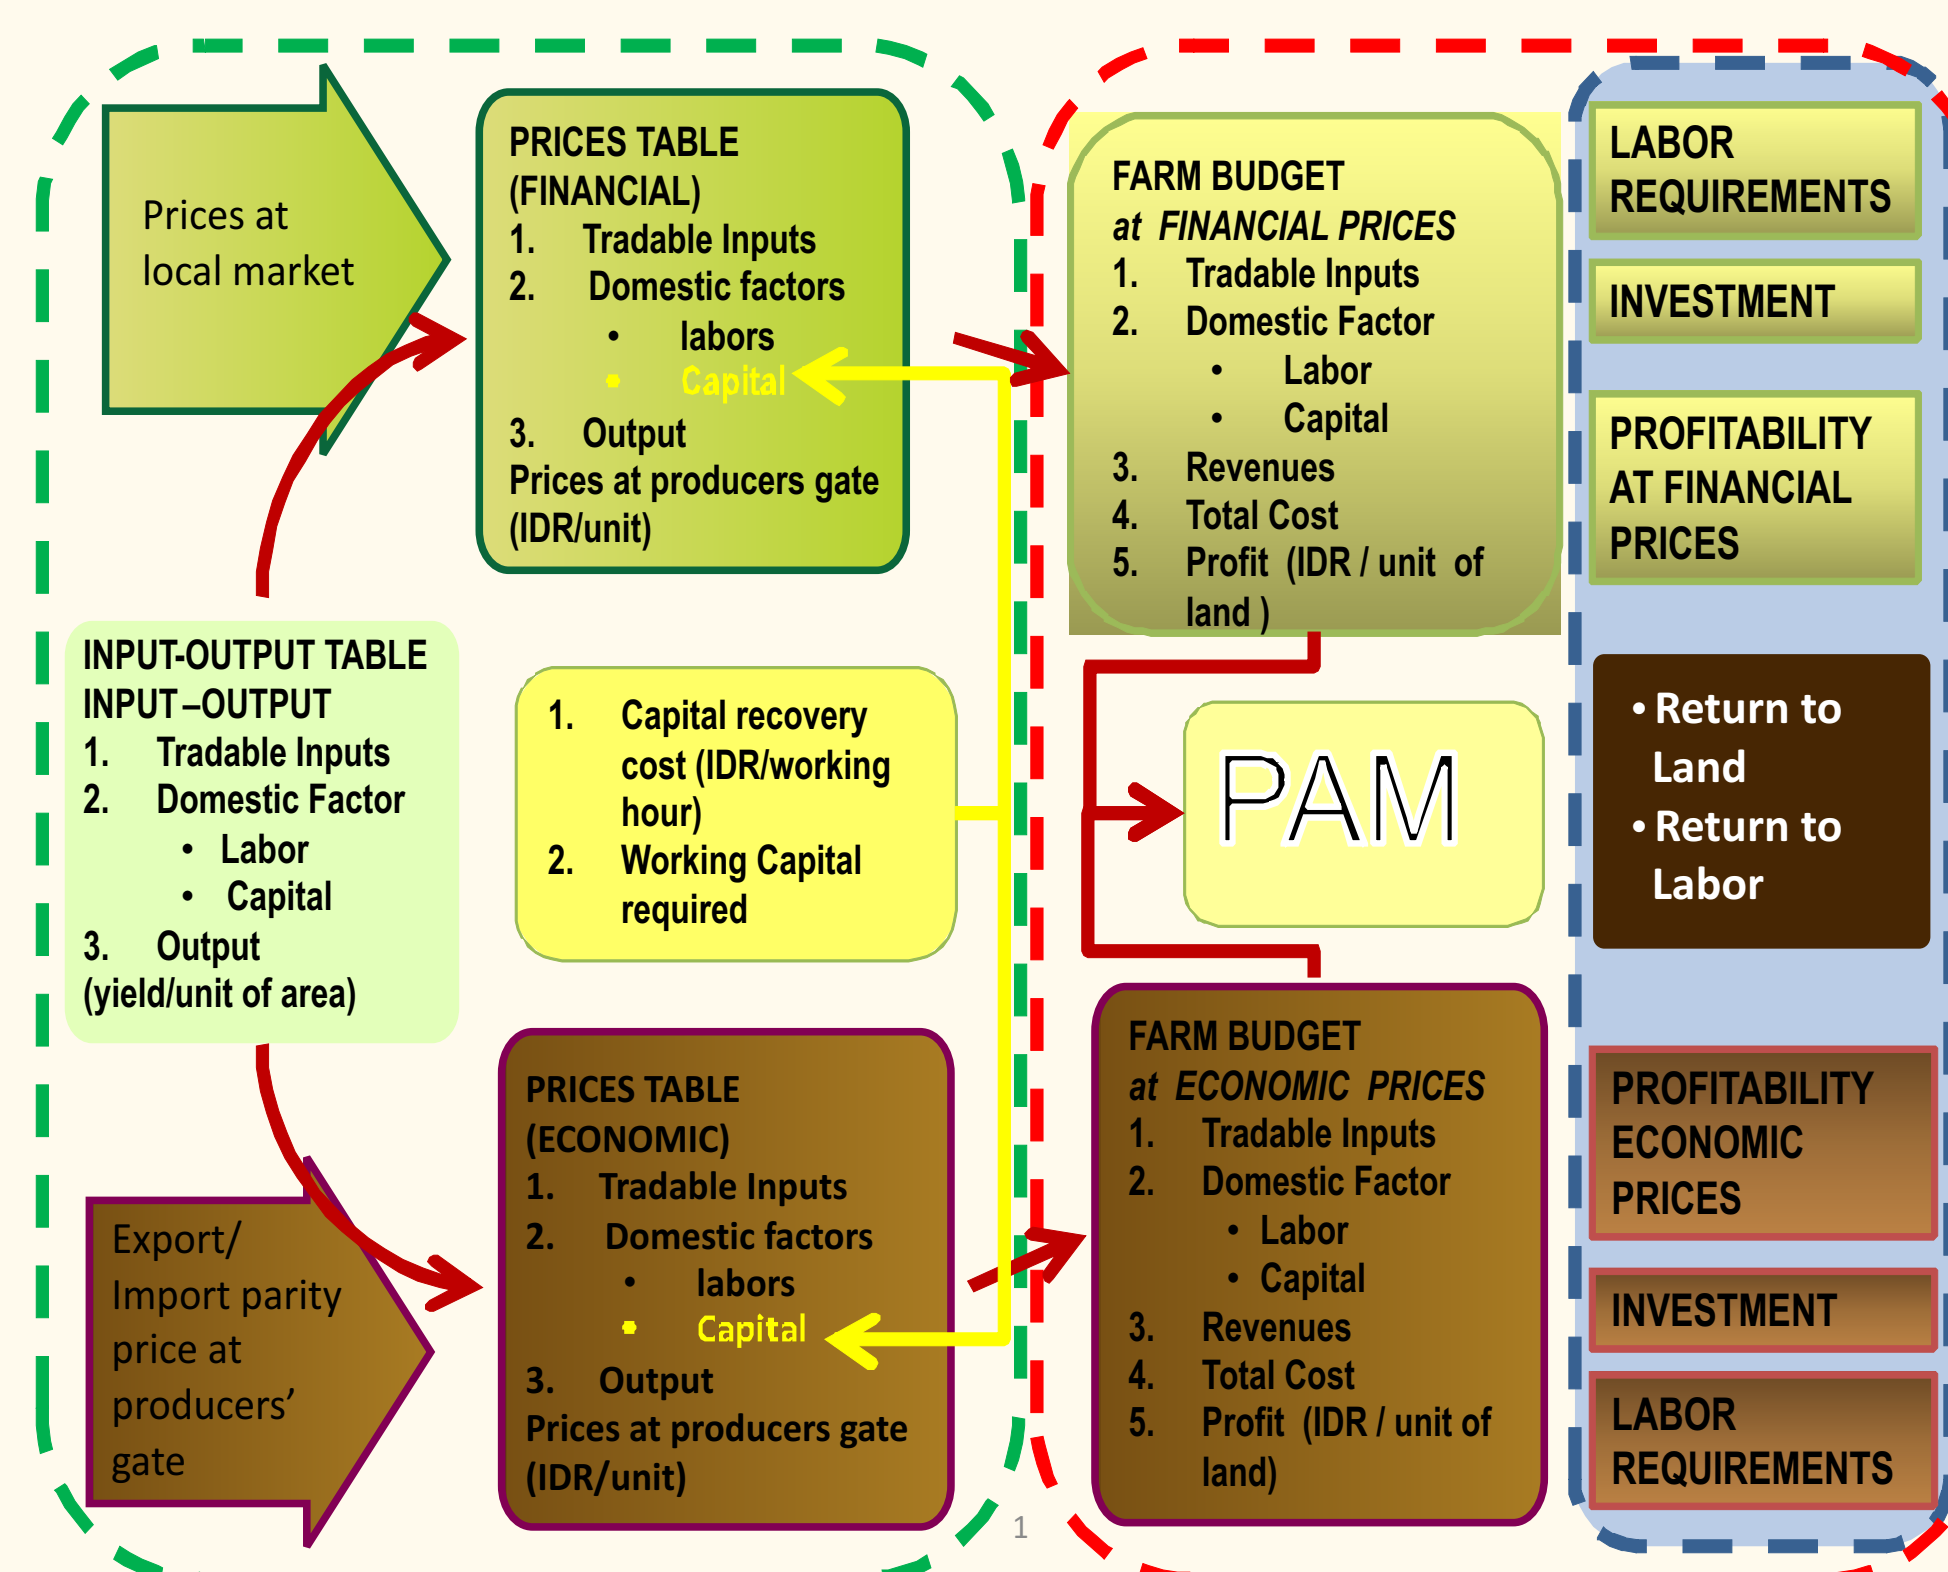 Prices at
local market
PRICES TABLE
(FINANCIAL)
1. Tradable Inputs
2. Domestic factors
• labors
• Capital
3. Output
Prices at producers gate
(IDR/unit)
INPUT-OUTPUT TABLE
INPUT–OUTPUT
1. Tradable Inputs
2. Domestic Factor
• Labor
• Capital
3. Output
(yield/unit of area)
1. Capital recovery
cost (IDR/working
hour)
2. Working Capital
required
Export/
Import parity
price at
producers’
gate
PRICES TABLE
(ECONOMIC)
1. Tradable Inputs
2. Domestic factors
• labors
• Capital
3. Output
Prices at producers gate
(IDR/unit)
FARM BUDGET
at FINANCIAL PRICES
1. Tradable Inputs
2. Domestic Factor
• Labor
• Capital
3. Revenues
4. Total Cost
5. Profit (IDR / unit of
land )
PAM
FARM BUDGET
at ECONOMIC PRICES
1. Tradable Inputs
2. Domestic Factor
• Labor
• Capital
3. Revenues
4. Total Cost
5. Profit (IDR / unit of
land)
LABOR
REQUIREMENTS
INVESTMENT
PROFITABILITY
AT FINANCIAL
PRICES
• Return to
Land
• Return to
Labor
PROFITABILITY
ECONOMIC
PRICES
INVESTMENT
LABOR
REQUIREMENTS
1